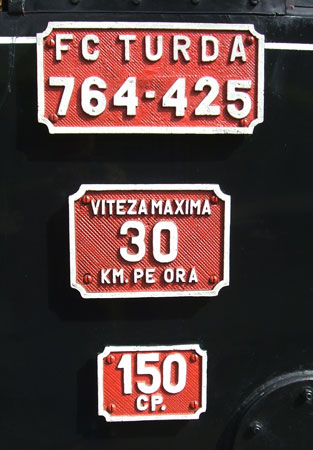 FC TURDA
764-425
VITEZA MAXIMA
30
KM. PE ORA
150
CP.